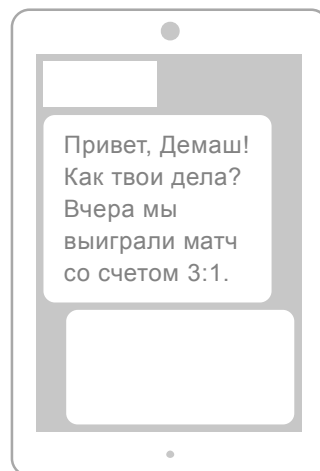 Привет, Демаш!
Как твои дела?
Вчера мы
выиграли матч
со счетом 3:1.